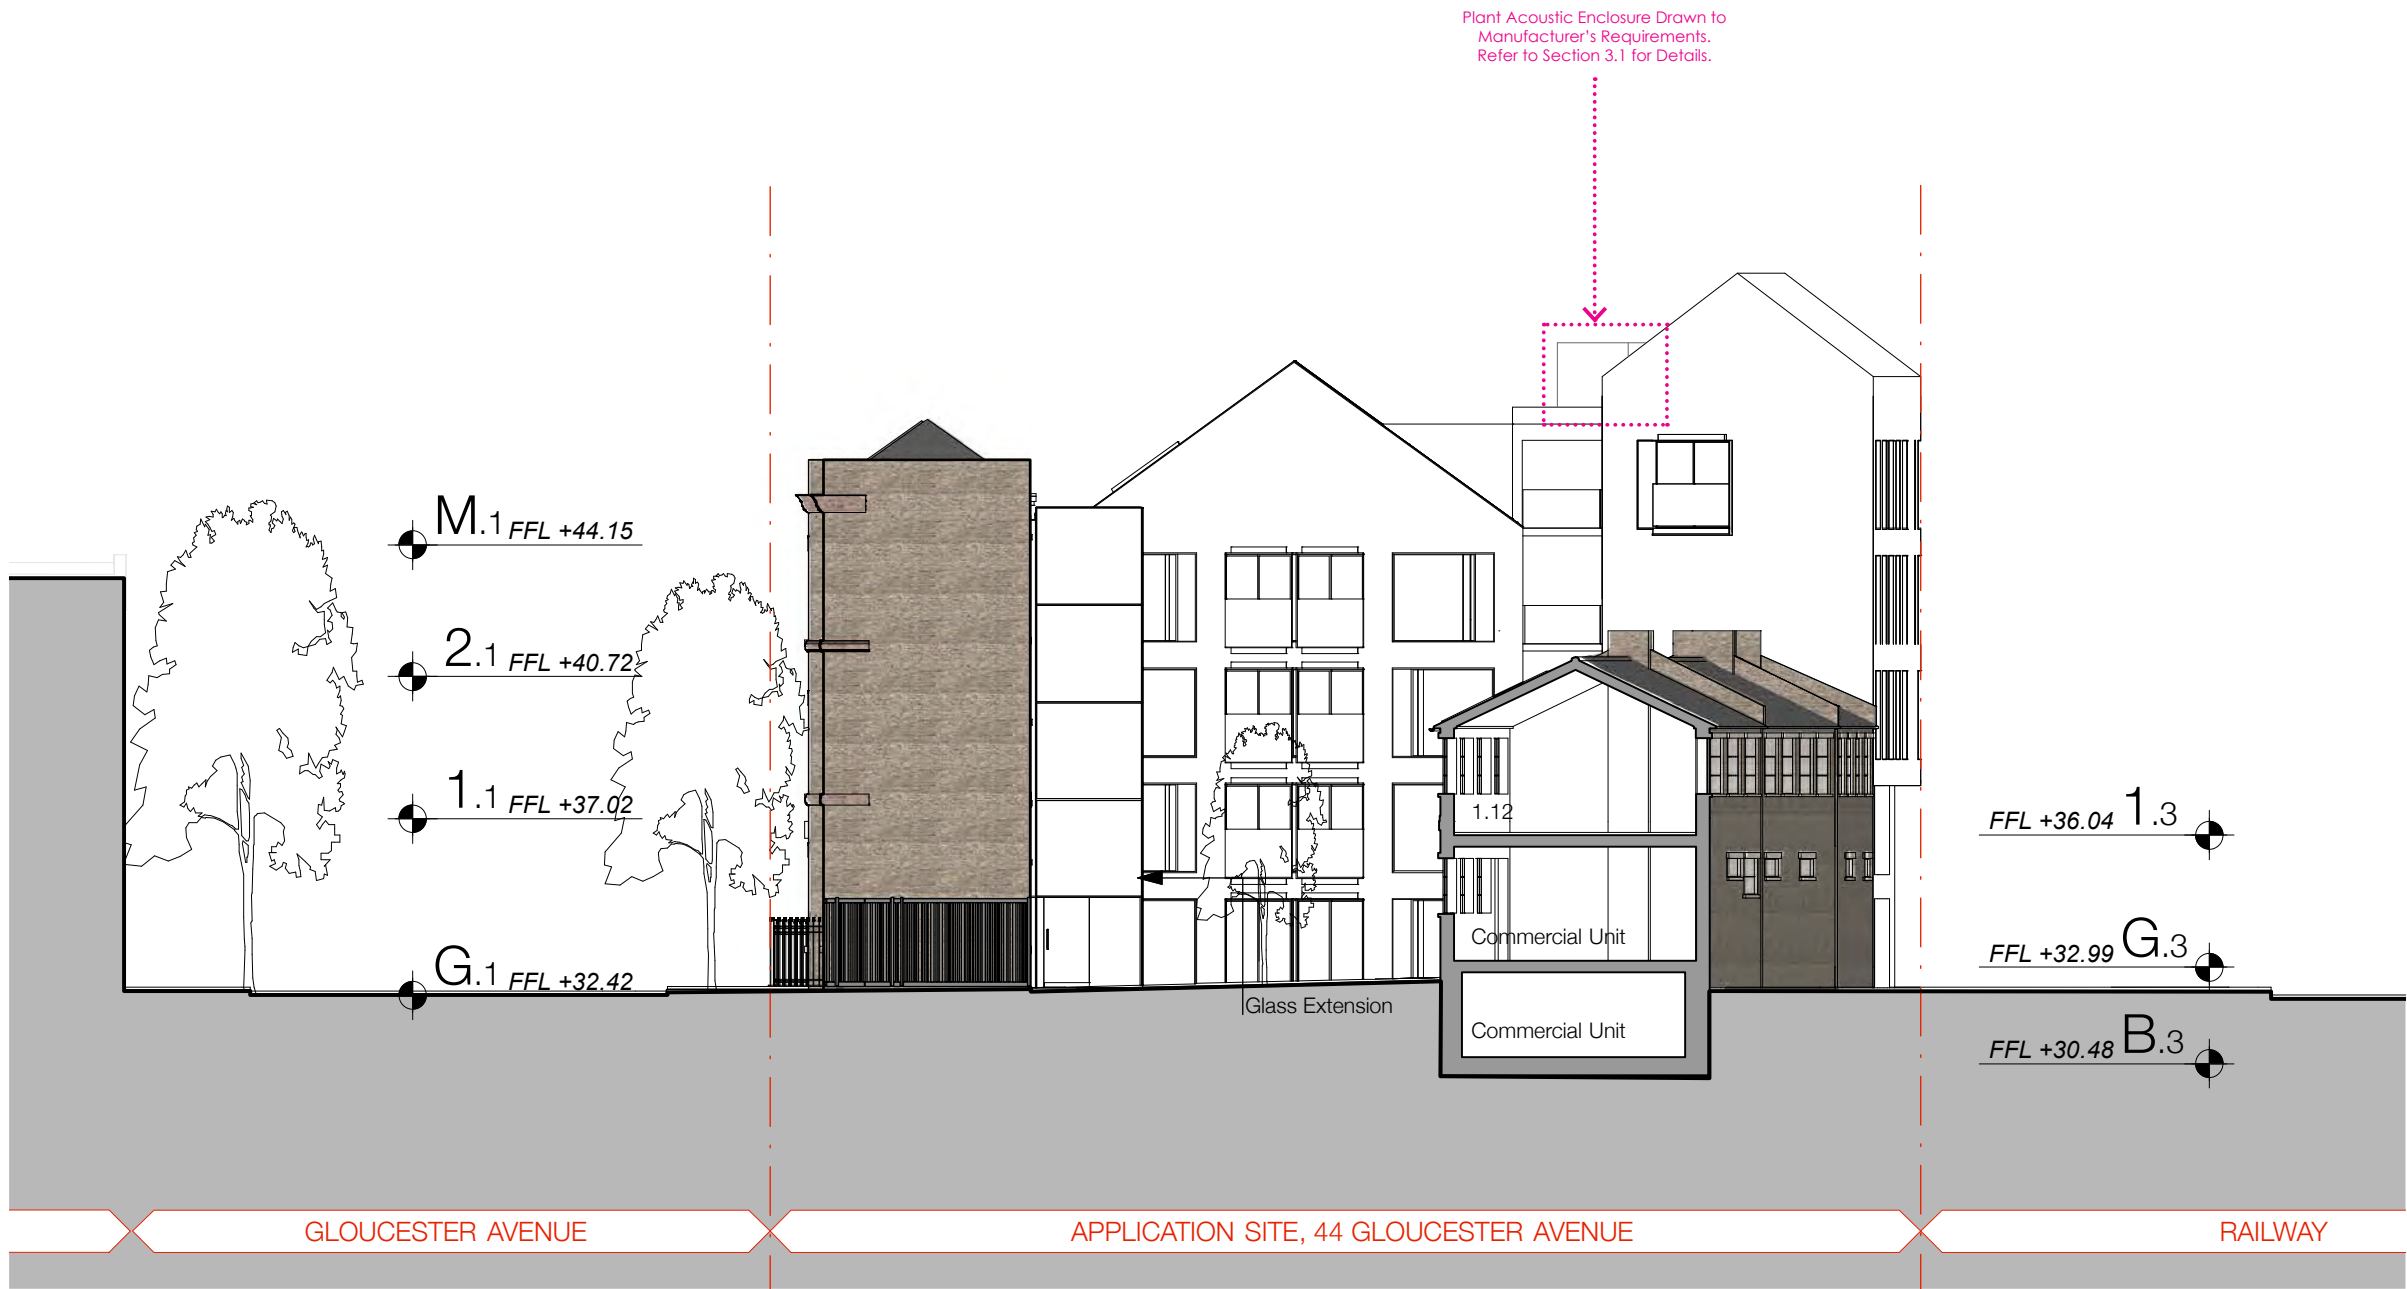 Plant Acoustic Enclosure Drawn to
Manufacturer's Requirements.
Refer to Section 3.1 for Details.
M.1 FFL +44.15
2.1 FFL +40.72
1.1 FFL +37.02
G.1 FFL +32.42
1.12
Commercial Unit
Glass Extension
Commercial Unit
FFL +36.04 1.3
FFL +32.99 G.3
FFL +30.48 B.3
GLOUCESTER AVENUE
APPLICATION SITE, 44 GLOUCESTER AVENUE
RAILWAY